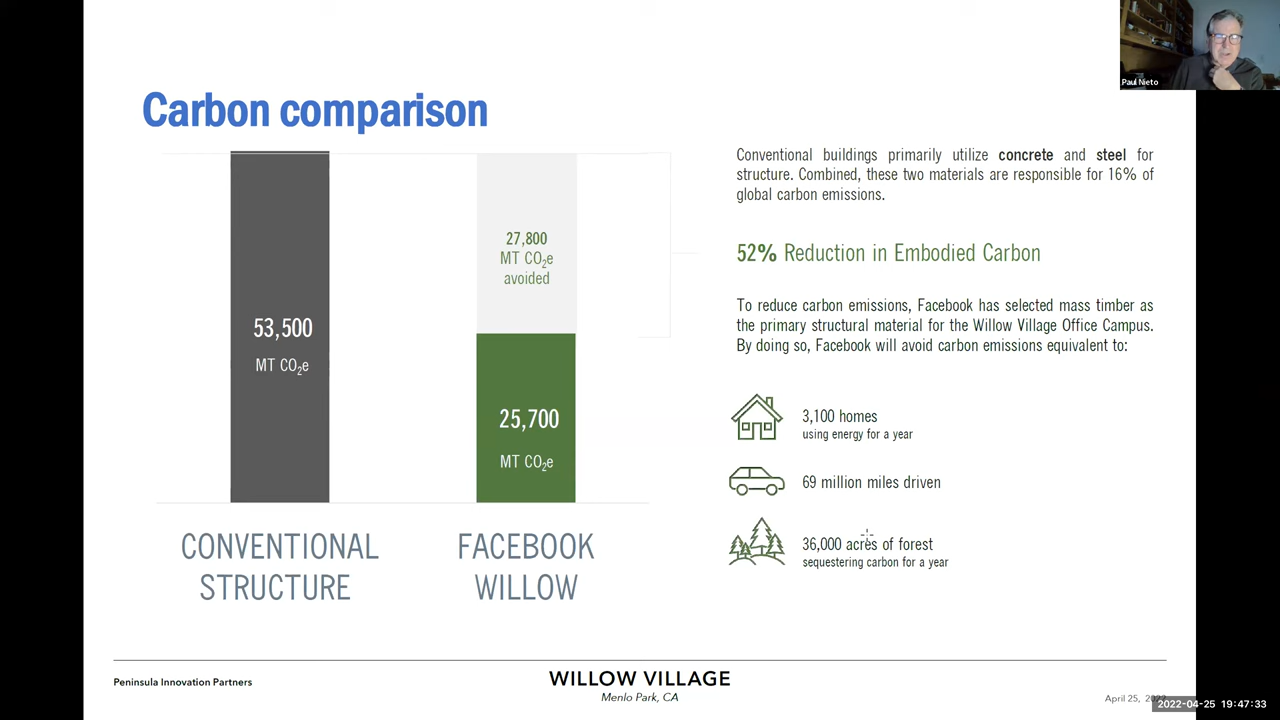 Paul Nieto
Carbon comparison
53,500
MT CO₂e
27,800
MT CO₂e
avoided
25,700
MT CO₂e
CONVENTIONAL
STRUCTURE
FACEBOOK
WILLOW
Conventional buildings primarily utilize concrete and steel for
structure. Combined, these two materials are responsible for 16% of
global carbon emissions.
52% Reduction in Embodied Carbon
To reduce carbon emissions, Facebook has selected mass timber as
the primary structural material for the Willow Village Office Campus.
By doing so, Facebook will avoid carbon emissions equivalent to:
3,100 homes
using energy for a year
69 million miles driven
36,000 acres of forest
sequestering carbon for a year
Peninsula Innovation Partners
WILLOW VILLAGE
Menlo Park, CA
April 25, 2022
2022-04-25 19:47:33